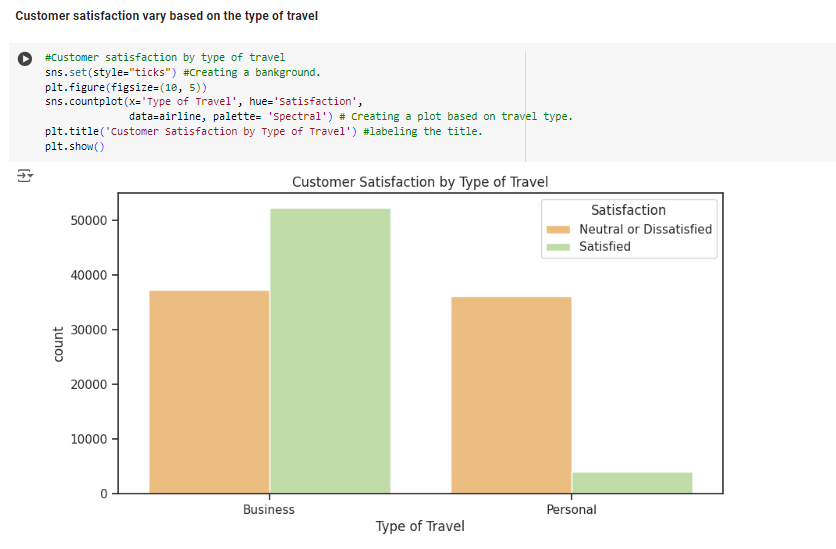 Customer satisfaction vary based on the type of travel
#Customer satisfaction by type of travel
sns.set(style="ticks") #Creating a bankground.
plt.figure(figsize=(10, 5))
sns.countplot(x='Type of Travel', hue='Satisfaction',
data=airline, palette= 'Spectral') # Creating a plot based on travel type.
plt.title('Customer Satisfaction by Type of Travel') #labeling the title.
plt.show()
Customer Satisfaction by Type of Travel
Satisfaction
Neutral or Dissatisfied
Satisfied
count
50000
40000
30000
20000
10000
0
Business Personal
Type of Travel